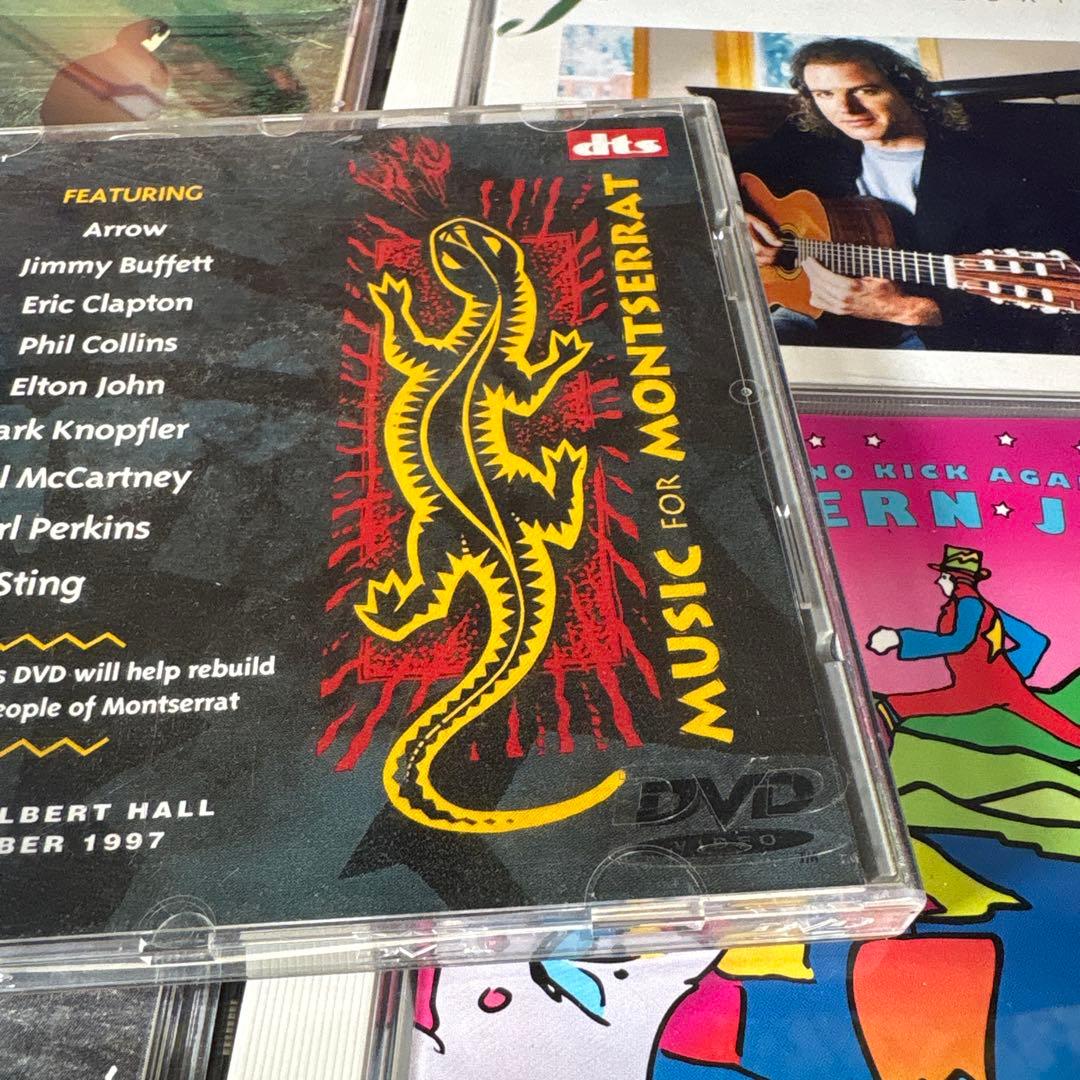 FEATURING
Arrow
Jimmy Buffett
Eric Clapton
Phil Collins
Elton John
ark Knopfler
l McCartney
rl Perkins
Sting
s DVD will help rebuild
eople of Montserrat
LBERT HALL
BER 1997
dts
MUSIC FOR MONTSERRAT
DVD
VIDEO
NO KICK AGA
ERN J